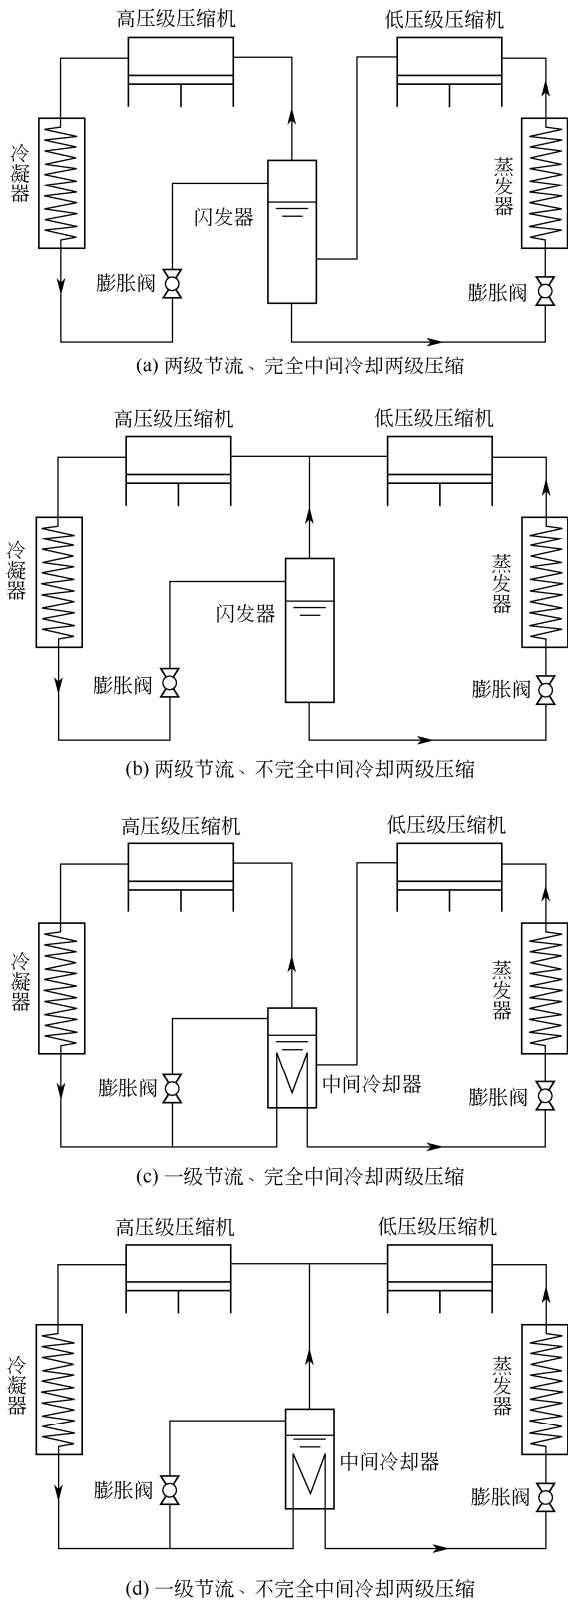 高压级压缩机 低压级压缩机
冷凝器
蒸发器
闪发器
膨胀阀
膨胀阀
(a) 两级节流、完全中间冷却两级压缩
高压级压缩机 低压级压缩机
冷凝器
蒸发器
闪发器
膨胀阀
膨胀阀
(b) 两级节流、不完全中间冷却两级压缩
高压级压缩机 低压级压缩机
冷凝器
蒸发器
膨胀阀
中间冷却器
膨胀阀
(c) 一级节流、完全中间冷却两级压缩
高压级压缩机 低压级压缩机
冷凝器
蒸发器
中间冷却器
膨胀阀
膨胀阀
(d) 一级节流、不完全中间冷却两级压缩